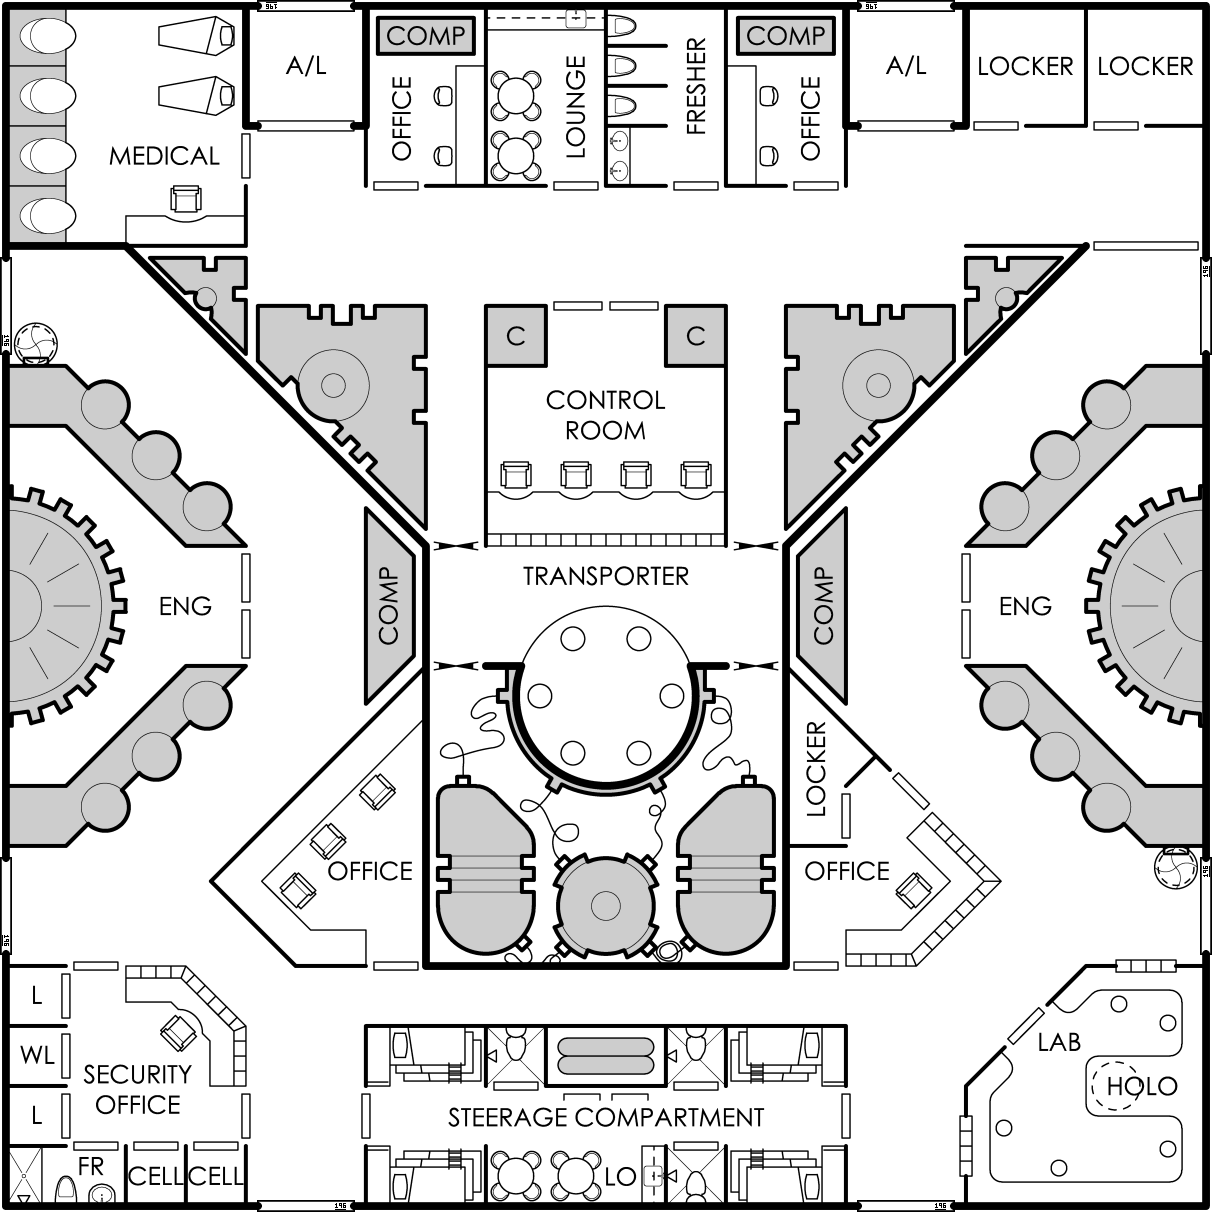 COMP
COMP
A/L
A/L
LOCKER
LOCKER
OFFICE
LOUNGE
FRESHER
OFFICE
MEDICAL
C
C
CONTROL
ROOM
TRANSPORTER
COMP
COMP
ENG
ENG
LOCKER
OFFICE
OFFICE
L
WL
L
SECURITY
OFFICE
LAB
HOLO
STEERAGE COMPARTMENT
FR
CELL
CELL
LO